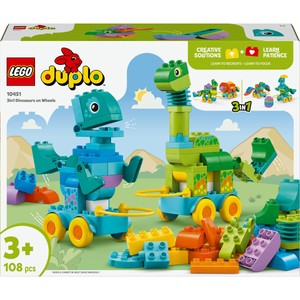 LEGO
duplo
CREATIVE
SOLUTIONS
LEARN
PATIENCE
10451
3in1 Dinosaurs on Wheels
3in1
3+
108 pcs